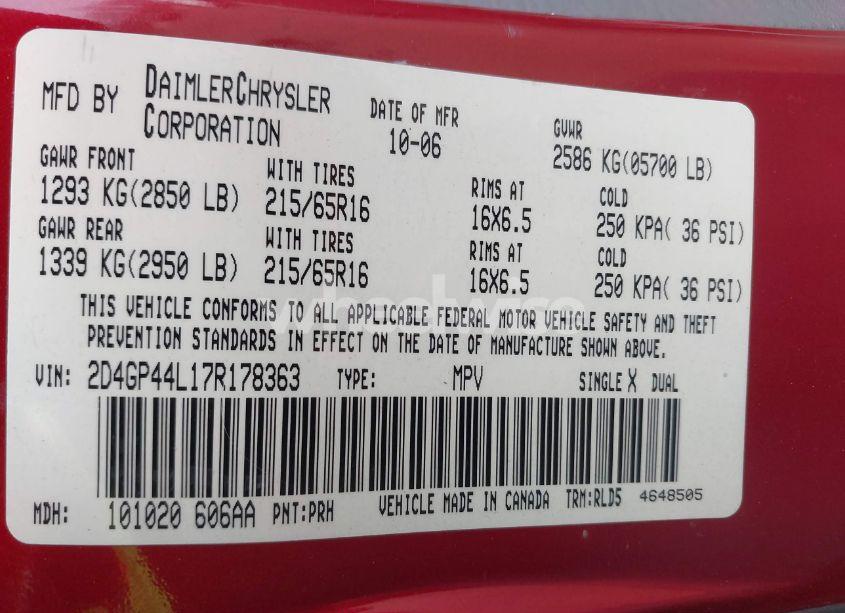 MFD BY DAIMLERCHRYSLER CORPORATION DATE OF MFR 10-06 GVWR 2586 KG(05700 LB)
GAWR FRONT WITH TIRES RIMS AT COLD
1293 KG(2850 LB) 215/65R16 16X6.5 250 KPA( 36 PSI)
GAWR REAR WITH TIRES RIMS AT COLD
1339 KG(2950 LB) 215/65R16 16X6.5 250 KPA( 36 PSI)
THIS VEHICLE CONFORMS TO ALL APPLICABLE FEDERAL MOTOR VEHICLE SAFETY AND THEFT
PREVENTION STANDARDS IN EFFECT ON THE DATE OF MANUFACTURE SHOWN ABOVE.
VIN: 2D4GP44L17R178363 TYPE: MPV SINGLE X DUAL
MDH: 101020 606AA PNT:PRH VEHICLE MADE IN CANADA TRM:RLD5 4648505